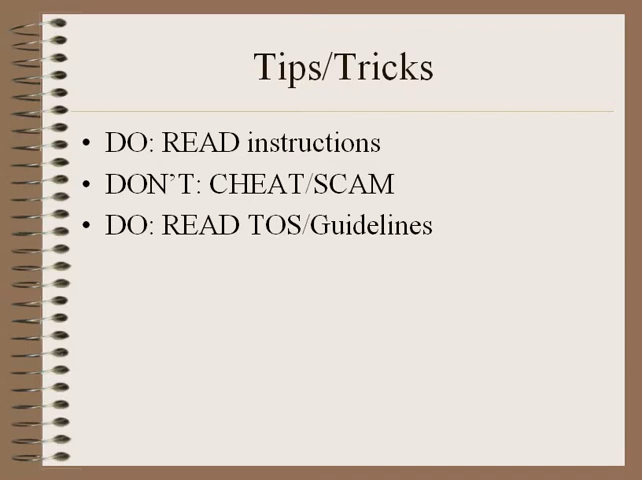 Tips/Tricks
• DO: READ instructions
• DON'T: CHEAT/SCAM
• DO: READ TOS/Guidelines